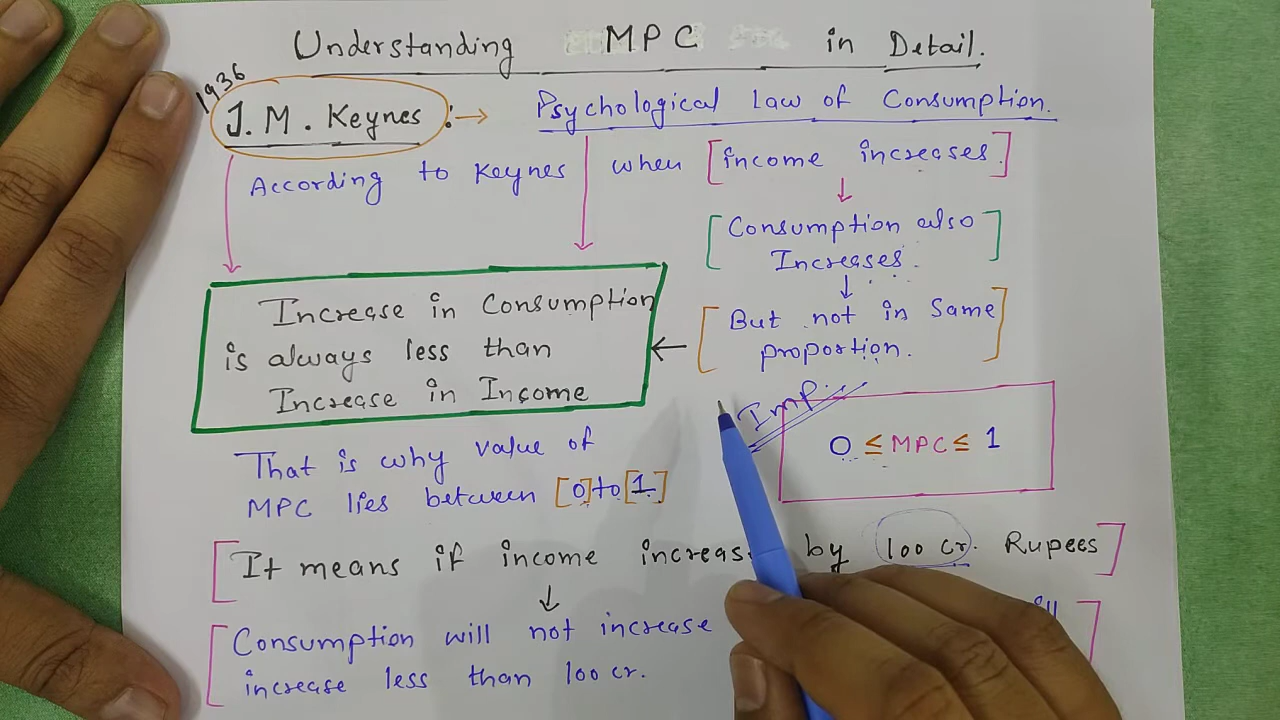 Understanding MPC in Detail.
1936
J. M. Keynes :→ Psychological Law of Consumption.
According to Keynes when [income increases]
↓
[Consumption also
Increases.]
↓
[But not in Same
proportion.]
←
Increase in Consumption
is always less than
Increase in Income
Imp.
0 ≤ MPC ≤ 1
That is why value of
MPC lies between [0] to [1]
[It means if income increas by 100 cr. Rupees]
↓
[Consumption will not increase
increase less than 100 cr.